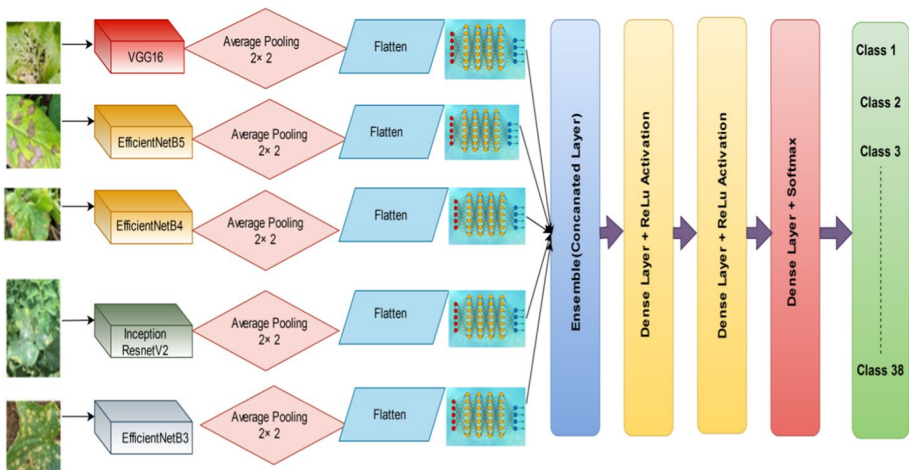 VGG16
Average Pooling
2× 2
Flatten
EfficientNetB5
Average Pooling
2× 2
Flatten
EfficientNetB4
Average Pooling
2× 2
Flatten
Inception
ResnetV2
Average Pooling
2× 2
Flatten
EfficientNetB3
Average Pooling
2× 2
Flatten
Ensemble(Concanated Layer)
Dense Layer + ReLu Activation
Dense Layer + ReLu Activation
Dense Layer + Softmax
Class 1
Class 2
Class 3
Class 38